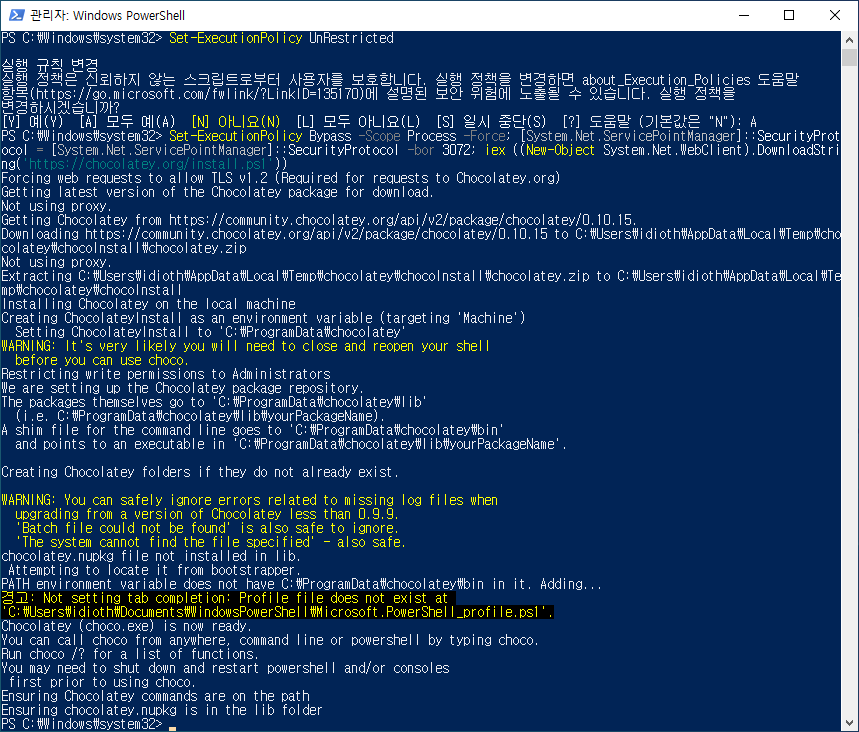 관리자: Windows PowerShell
PS C:₩Windows₩system32> Set-ExecutionPolicy UnRestricted
실행 규칙 변경
실행 정책은 신뢰하지 않는 스크립트로부터 사용자를 보호합니다. 실행 정책을 변경하면 about_Execution_Policies 도움말
항목(https://go.microsoft.com/fwlink/?LinkID=135170)에 설명된 보안 위험에 노출될 수 있습니다. 실행 정책을
변경하시겠습니까?
[Y] 예(Y)  [A] 모두 예(A)  [N] 아니요(N)  [L] 모두 아니요(L)  [S] 일시 중단(S)  [?] 도움말 (기본값은 "N"): A
PS C:₩Windows₩system32> Set-ExecutionPolicy Bypass -Scope Process -Force; [System.Net.ServicePointManager]::SecurityProt
ocol = [System.Net.ServicePointManager]::SecurityProtocol -bor 3072; iex ((New-Object System.Net.WebClient).DownloadStri
ng('https://chocolatey.org/install.ps1'))
Forcing web requests to allow TLS v1.2 (Required for requests to Chocolatey.org)
Getting latest version of the Chocolatey package for download.
Not using proxy.
Getting Chocolatey from https://community.chocolatey.org/api/v2/package/chocolatey/0.10.15.
Downloading https://community.chocolatey.org/api/v2/package/chocolatey/0.10.15 to C:₩Users₩idioth₩AppData₩Local₩Temp₩cho
colatey₩chocoInstall₩chocolatey.zip
Not using proxy.
Extracting C:₩Users₩idioth₩AppData₩Local₩Temp₩chocolatey₩chocoInstall₩chocolatey.zip to C:₩Users₩idioth₩AppData₩Local₩Te
mp₩chocolatey₩chocoInstall
Installing Chocolatey on the local machine
Creating ChocolateyInstall as an environment variable (targeting 'Machine')
  Setting ChocolateyInstall to 'C:₩ProgramData₩chocolatey'
WARNING: It's very likely you will need to close and reopen your shell
  before you can use choco.
Restricting write permissions to Administrators
We are setting up the Chocolatey package repository.
The packages themselves go to 'C:₩ProgramData₩chocolatey₩lib'
  (i.e. C:₩ProgramData₩chocolatey₩lib₩yourPackageName).
A shim file for the command line goes to 'C:₩ProgramData₩chocolatey₩bin'
  and points to an executable in 'C:₩ProgramData₩chocolatey₩lib₩yourPackageName'.
Creating Chocolatey folders if they do not already exist.
WARNING: You can safely ignore errors related to missing log files when
  upgrading from a version of Chocolatey less than 0.9.9.
  'Batch file could not be found' is also safe to ignore.
  'The system cannot find the file specified' - also safe.
chocolatey.nupkg file not installed in lib.
 Attempting to locate it from bootstrapper.
PATH environment variable does not have C:₩ProgramData₩chocolatey₩bin in it. Adding...
경고: Not setting tab completion: Profile file does not exist at
'C:₩Users₩idioth₩Documents₩WindowsPowerShell₩Microsoft.PowerShell_profile.ps1'.
Chocolatey (choco.exe) is now ready.
You can call choco from anywhere, command line or powershell by typing choco.
Run choco /? for a list of functions.
You may need to shut down and restart powershell and/or consoles
 first prior to using choco.
Ensuring Chocolatey commands are on the path
Ensuring chocolatey.nupkg is in the lib folder
PS C:₩Windows₩system32>